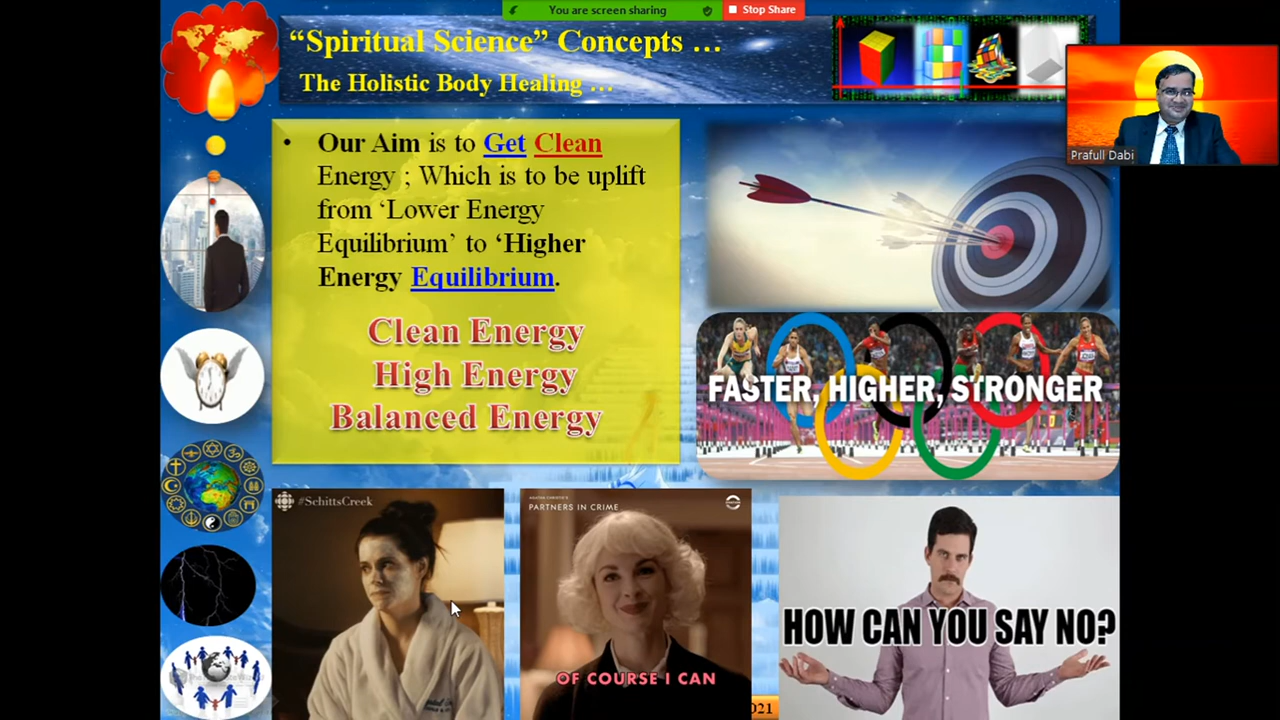 You are screen sharing
Stop Share
“Spiritual Science” Concepts …
The Holistic Body Healing …
Prafull Dabi
• Our Aim is to Get Clean
Energy ; Which is to be uplift
from ‘Lower Energy
Equilibrium’ to ‘Higher
Energy Equilibrium.
Clean Energy
High Energy
Balanced Energy
FASTER, HIGHER, STRONGER
#SchittsCreek
AGATHA CHRISTIE'S
PARTNERS IN CRIME
OF COURSE I CAN
HOW CAN YOU SAY NO?